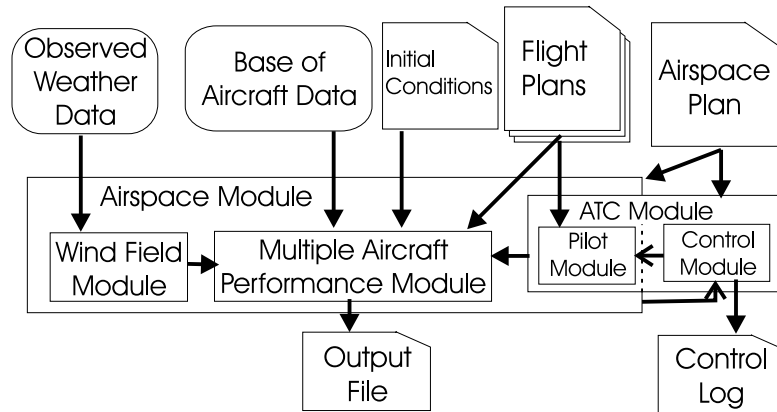 Observed
Weather
Data
Base of
Aircraft Data
Initial
Conditions
Flight
Plans
Airspace
Plan
Airspace Module
ATC Module
Wind Field
Module
Multiple Aircraft
Performance Module
Pilot
Module
Control
Module
Output
File
Control
Log